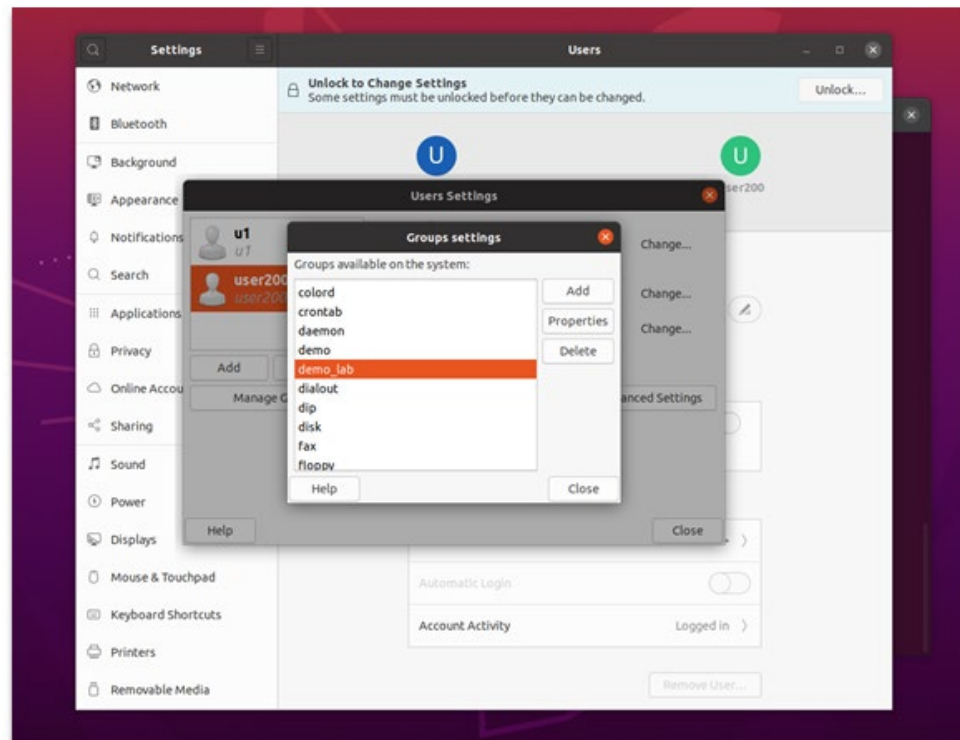 Settings
Users
Network
Bluetooth
Background
Appearance
Notifications
Search
Applications
Privacy
Online Accou
Sharing
Sound
Power
Displays
Mouse & Touchpad
Keyboard Shortcuts
Printers
Removable Media
Unlock to Change Settings
Some settings must be unlocked before they can be changed.
Unlock...
U
U
ser200
Users Settings
u1
u1
user200
user200
Change...
Change...
Change...
Add
Manage G
anced Settings
Help
Close
Groups settings
Groups available on the system:
colord
crontab
daemon
demo
demo_lab
dialout
dip
disk
fax
floppy
Add
Properties
Delete
Help
Close
Automatic Login
Account Activity
Logged in
Remove User...